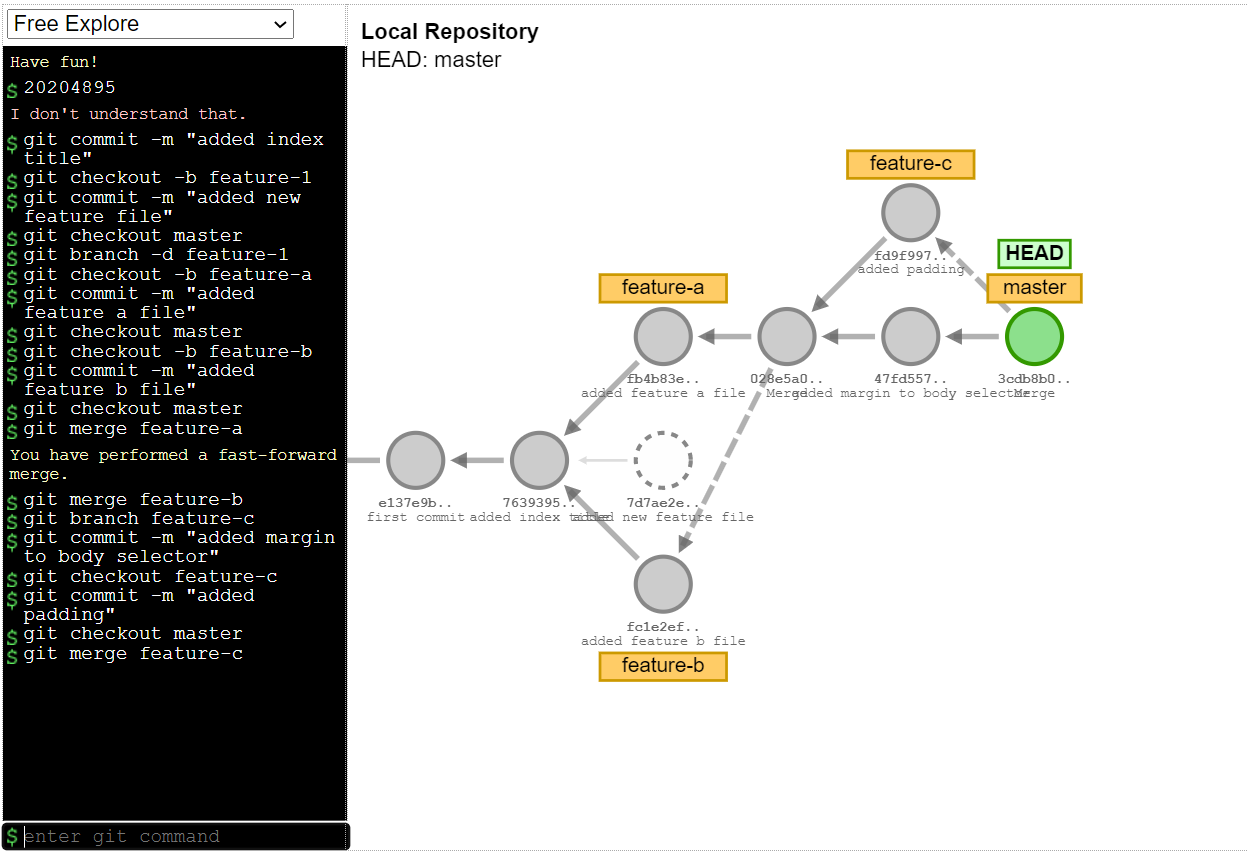 Free Explore
Have fun!
$ 20204895
I don't understand that.
$ git commit -m "added index
title"
$ git checkout -b feature-1
$ git commit -m "added new
feature file"
$ git checkout master
$ git branch -d feature-1
$ git checkout -b feature-a
$ git commit -m "added
feature a file"
$ git checkout master
$ git checkout -b feature-b
$ git commit -m "added
feature b file"
$ git checkout master
$ git merge feature-a
You have performed a fast-forward
merge.
$ git merge feature-b
$ git branch feature-c
$ git commit -m "added margin
to body selector"
$ git checkout feature-c
$ git commit -m "added
padding"
$ git checkout master
$ git merge feature-c
$ enter git command
Local Repository
HEAD: master
feature-c
fd9f997..
added padding
HEAD
master
feature-a
fb4b83e..
added feature a file
028e5a0..
Merge
47fd557..
added margin to body selector
3cdb8b0..
Merge
e137e9b..
first commit
7639395..
added index title
7d7ae2e..
added new feature file
fc1e2ef..
added feature b file
feature-b